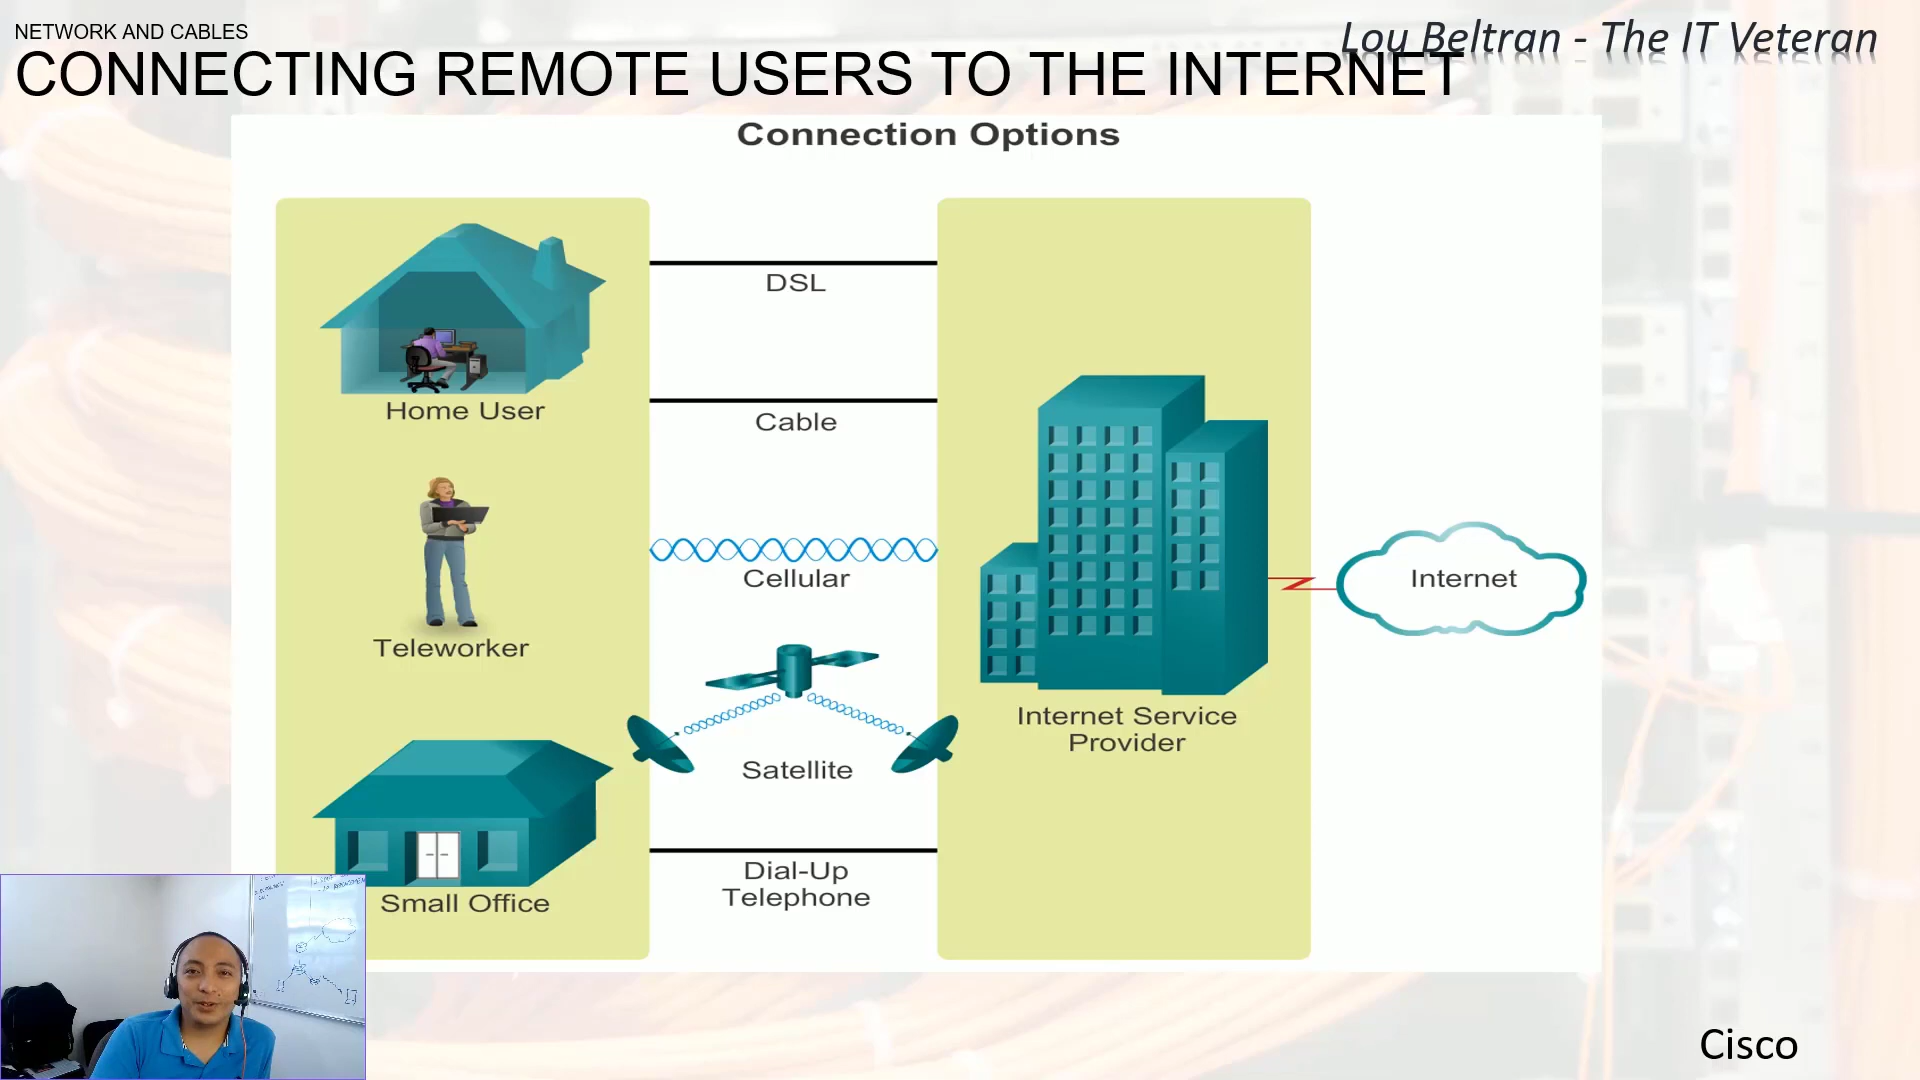 NETWORK AND CABLES
Lou Beltran - The IT Veteran
CONNECTING REMOTE USERS TO THE INTERNET
Connection Options
DSL
Home User
Cable
Cellular
Internet
Teleworker
Internet Service
Provider
Satellite
Dial-Up
Telephone
Small Office
Cisco